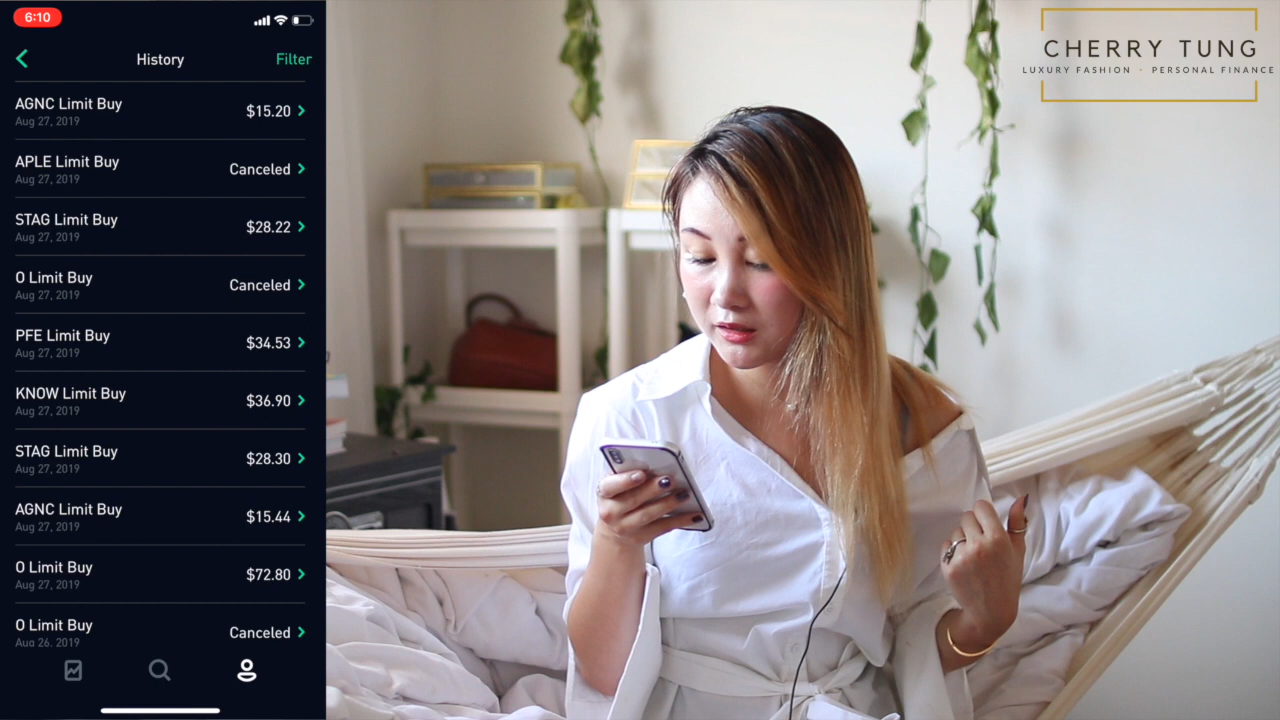 6:10
History
Filter
AGNC Limit Buy
Aug 27, 2019
$15.20
APLE Limit Buy
Aug 27, 2019
Canceled
STAG Limit Buy
Aug 27, 2019
$28.22
O Limit Buy
Aug 27, 2019
Canceled
PFE Limit Buy
Aug 27, 2019
$34.53
KNOW Limit Buy
Aug 27, 2019
$36.90
STAG Limit Buy
Aug 27, 2019
$28.30
AGNC Limit Buy
Aug 27, 2019
$15.44
O Limit Buy
Aug 27, 2019
$72.80
O Limit Buy
Aug 26, 2019
Canceled
CHERRY TUNG
LUXURY FASHION · PERSONAL FINANCE